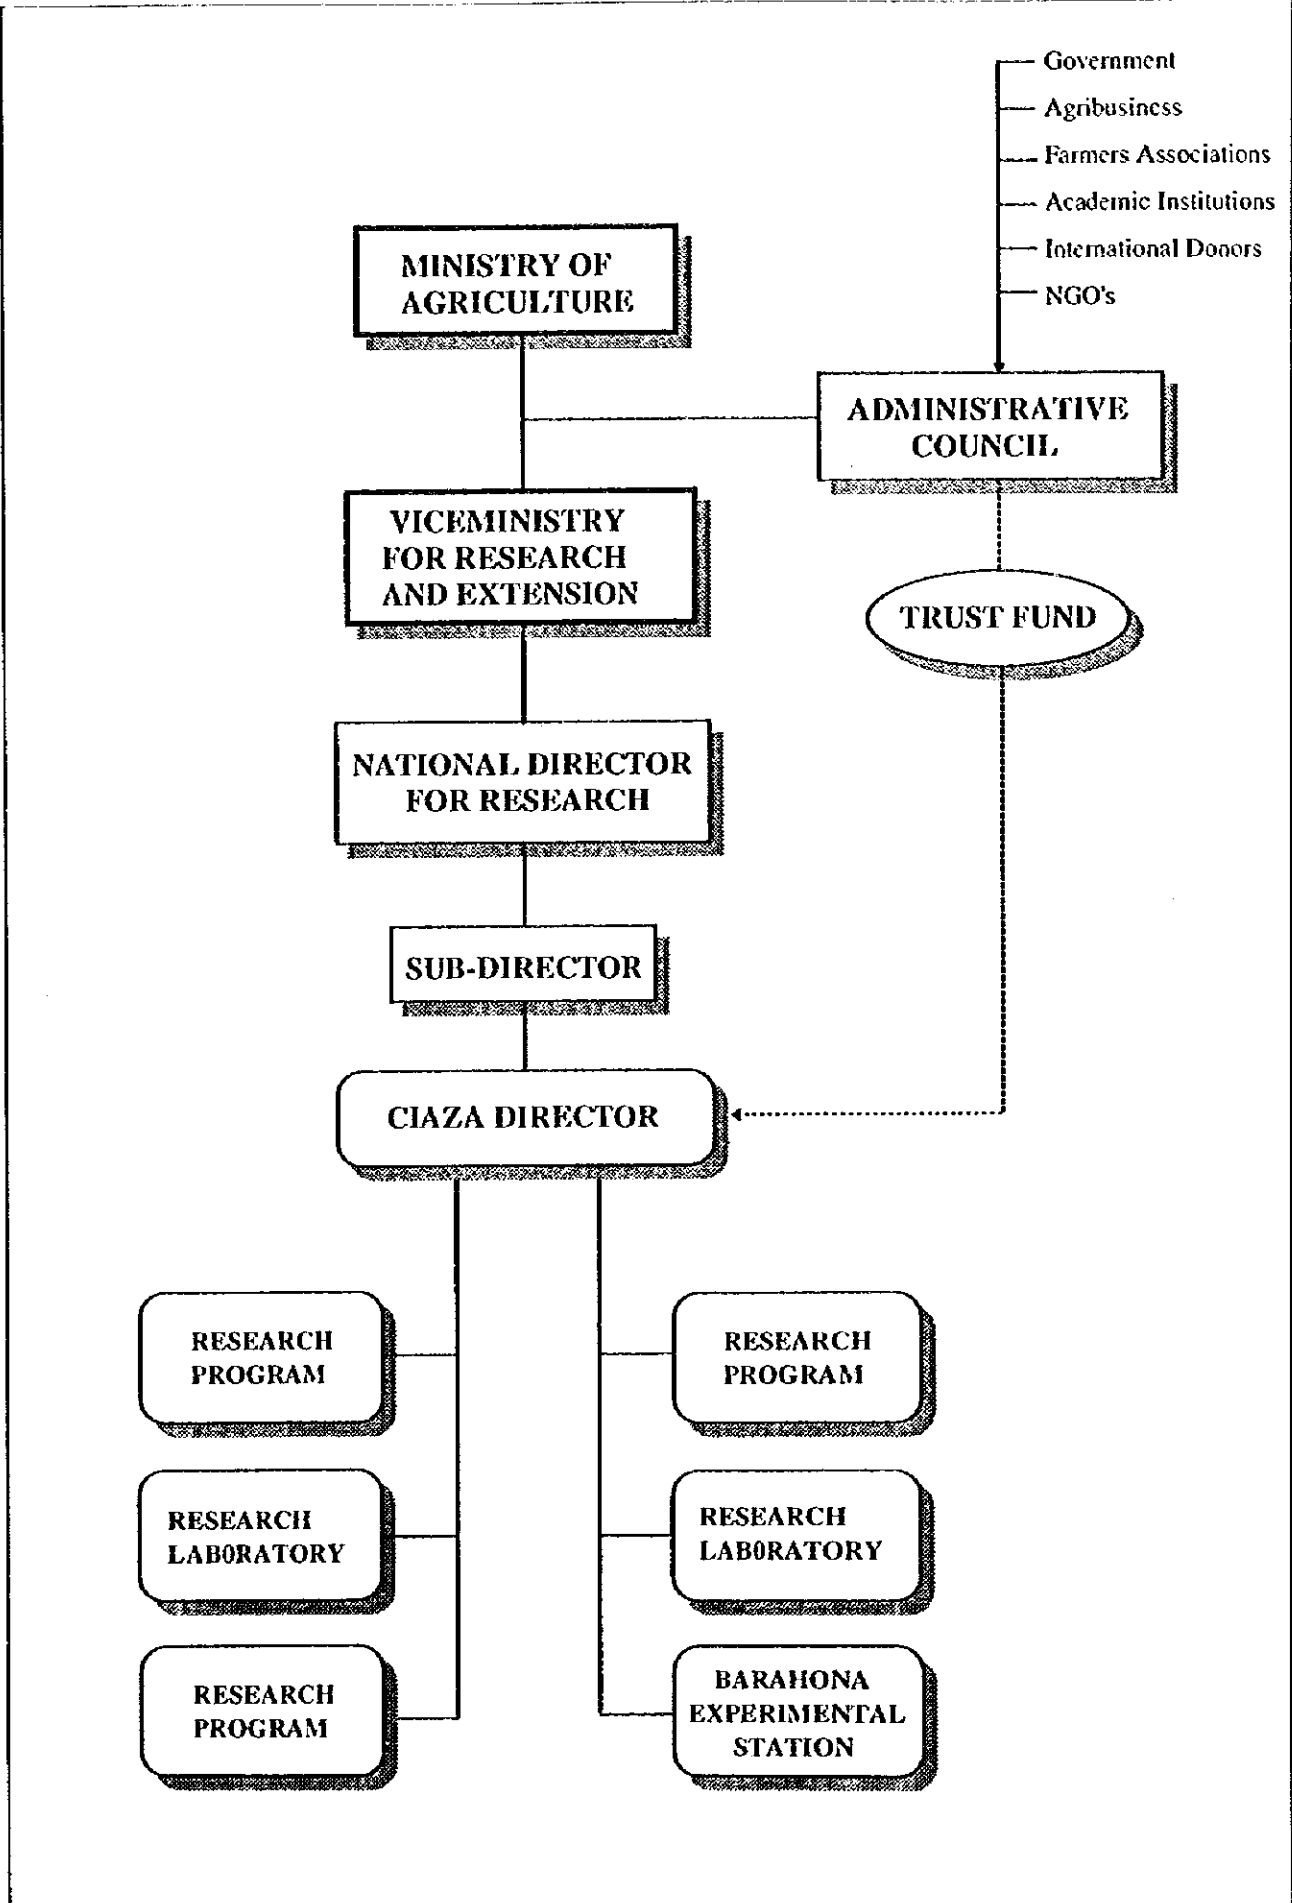 Government
Agribusiness
Farmers Associations
Academic Institutions
International Donors
NGO's
MINISTRY OF
AGRICULTURE
ADMINISTRATIVE
COUNCIL
VICEMINISTRY
FOR RESEARCH
AND EXTENSION
TRUST FUND
NATIONAL DIRECTOR
FOR RESEARCH
SUB-DIRECTOR
CIAZA DIRECTOR
RESEARCH
PROGRAM
RESEARCH
PROGRAM
RESEARCH
LAB0RATORY
RESEARCH
LAB0RATORY
RESEARCH
PROGRAM
BARAHONA
EXPERIMENTAL
STATION